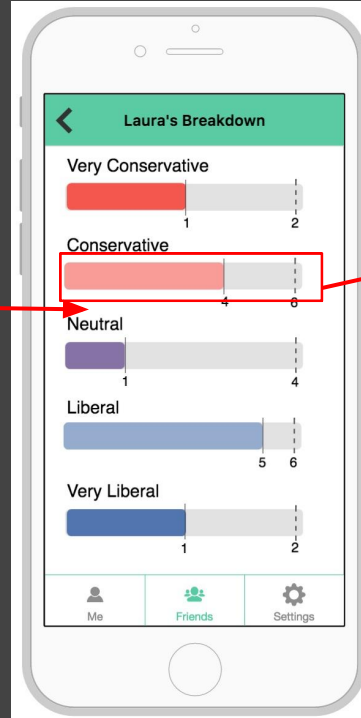 Laura's Breakdown
Very Conservative
1 2
Conservative
4 6
Neutral
1 4
Liberal
5 6
Very Liberal
1 2
Me Friends Settings